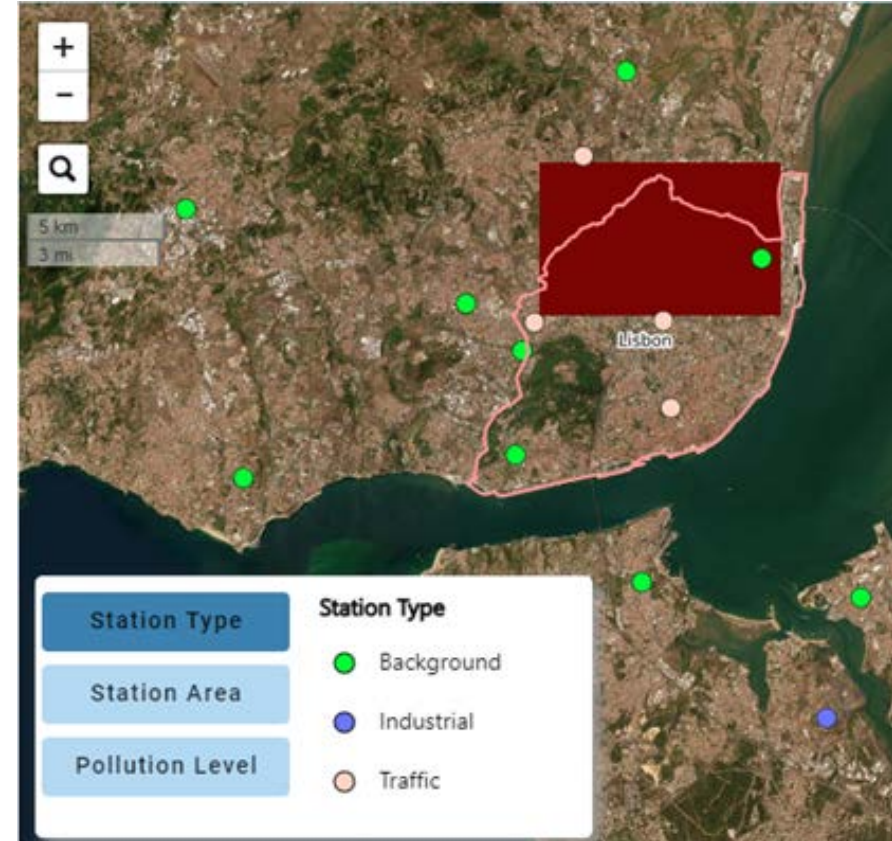 +
−
5 km
3 mi
Lisbon
Station Type
Station Area
Pollution Level
Station Type
Background
Industrial
Traffic